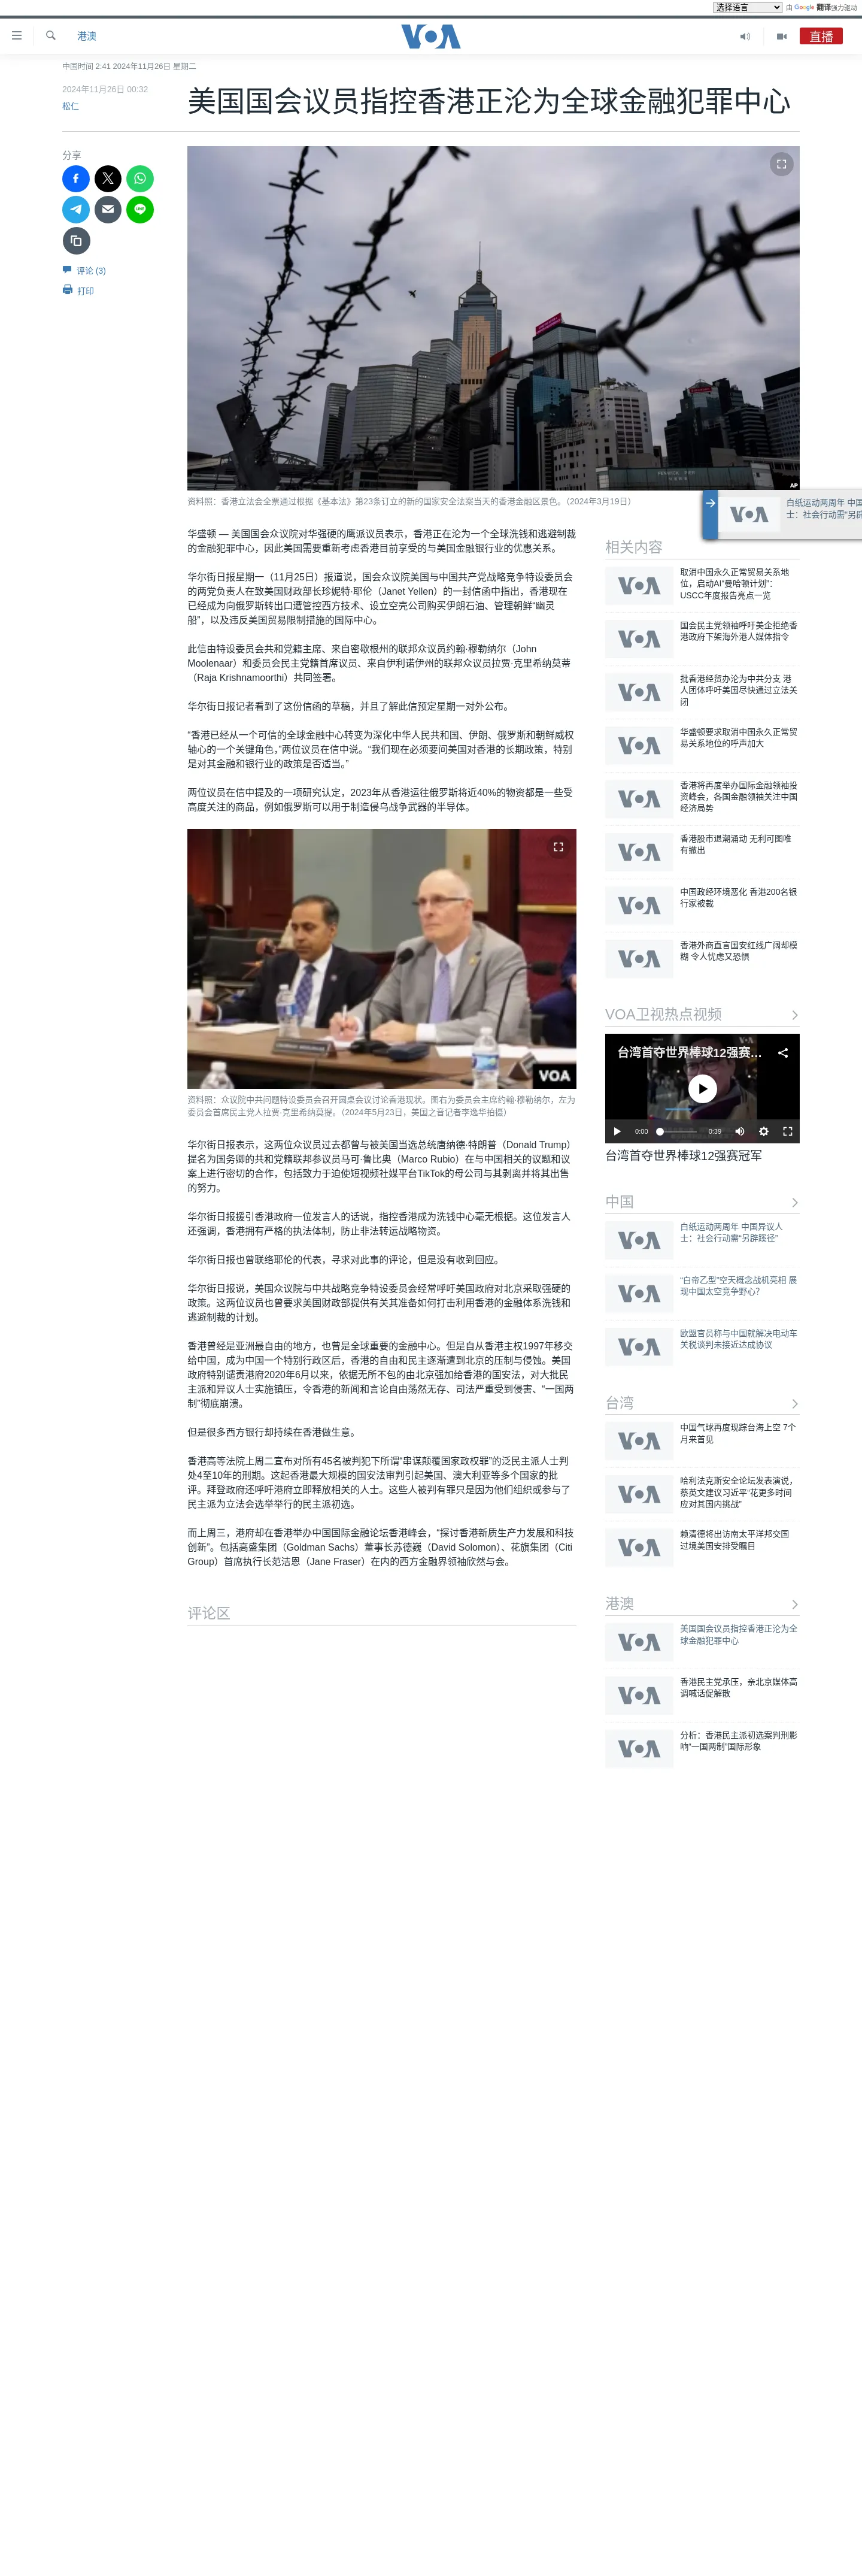 选择语言 由 Google 翻译强力驱动
港澳 VOA 直播
中国时间 2:41 2024年11月26日 星期二
2024年11月26日 00:32
松仁
美国国会议员指控香港正沦为全球金融犯罪中心
分享
评论 (3)
打印
AP
资料照：香港立法会全票通过根据《基本法》第23条订立的新的国家安全法案当天的香港金融区景色。（2024年3月19日）
华盛顿 — 美国国会众议院对华强硬的鹰派议员表示，香港正在沦为一个全球洗钱和逃避制裁
的金融犯罪中心，因此美国需要重新考虑香港目前享受的与美国金融银行业的优惠关系。
华尔街日报星期一（11月25日）报道说，国会众议院美国与中国共产党战略竞争特设委员会
的两党负责人在致美国财政部长珍妮特·耶伦（Janet Yellen）的一封信函中指出，香港现在
已经成为向俄罗斯转出口遭管控西方技术、设立空壳公司购买伊朗石油、管理朝鲜“幽灵
船”，以及违反美国贸易限制措施的国际中心。
此信由特设委员会共和党籍主席、来自密歇根州的联邦众议员约翰·穆勒纳尔（John
Moolenaar）和委员会民主党籍首席议员、来自伊利诺伊州的联邦众议员拉贾·克里希纳莫蒂
（Raja Krishnamoorthi）共同签署。
华尔街日报记者看到了这份信函的草稿，并且了解此信预定星期一对外公布。
“香港已经从一个可信的全球金融中心转变为深化中华人民共和国、伊朗、俄罗斯和朝鲜威权
轴心的一个关键角色，”两位议员在信中说。“我们现在必须要问美国对香港的长期政策，特别
是对其金融和银行业的政策是否适当。”
两位议员在信中提及的一项研究认定，2023年从香港运往俄罗斯将近40%的物资都是一些受
高度关注的商品，例如俄罗斯可以用于制造侵乌战争武器的半导体。
VOA
资料照：众议院中共问题特设委员会召开圆桌会议讨论香港现状。图右为委员会主席约翰·穆勒纳尔，左为
委员会首席民主党人拉贾·克里希纳莫提。（2024年5月23日，美国之音记者李逸华拍摄）
华尔街日报表示，这两位众议员过去都曾与被美国当选总统唐纳德·特朗普（Donald Trump）
提名为国务卿的共和党籍联邦参议员马可·鲁比奥（Marco Rubio）在与中国相关的议题和议
案上进行密切的合作，包括致力于迫使短视频社媒平台TikTok的母公司与其剥离并将其出售
的努力。
华尔街日报援引香港政府一位发言人的话说，指控香港成为洗钱中心毫无根据。这位发言人
还强调，香港拥有严格的执法体制，防止非法转运战略物资。
华尔街日报也曾联络耶伦的代表，寻求对此事的评论，但是没有收到回应。
华尔街日报说，美国众议院与中共战略竞争特设委员会经常呼吁美国政府对北京采取强硬的
政策。这两位议员也曾要求美国财政部提供有关其准备如何打击利用香港的金融体系洗钱和
逃避制裁的计划。
香港曾经是亚洲最自由的地方，也曾是全球重要的金融中心。但是自从香港主权1997年移交
给中国，成为中国一个特别行政区后，香港的自由和民主逐渐遭到北京的压制与侵蚀。美国
政府特别谴责港府2020年6月以来，依据无所不包的由北京强加给香港的国安法，对大批民
主派和异议人士实施镇压，令香港的新闻和言论自由荡然无存、司法严重受到侵害、“一国两
制”彻底崩溃。
但是很多西方银行却持续在香港做生意。
香港高等法院上周二宣布对所有45名被判犯下所谓“串谋颠覆国家政权罪”的泛民主派人士判
处4至10年的刑期。这起香港最大规模的国安法审判引起美国、澳大利亚等多个国家的批
评。拜登政府还呼吁港府立即释放相关的人士。这些人被判有罪只是因为他们组织或参与了
民主派为立法会选举举行的民主派初选。
而上周三，港府却在香港举办中国国际金融论坛香港峰会，“探讨香港新质生产力发展和科技
创新”。包括高盛集团（Goldman Sachs）董事长苏德巍（David Solomon）、花旗集团（Citi
Group）首席执行长范洁恩（Jane Fraser）在内的西方金融界领袖欣然与会。
评论区
VOA
白纸运动两周年 中国
士：社会行动需“另辟
相关内容
VOA
取消中国永久正常贸易关系地
位，启动AI“曼哈顿计划”：
USCC年度报告亮点一览
VOA
国会民主党领袖呼吁美企拒绝香
港政府下架海外港人媒体指令
VOA
批香港经贸办沦为中共分支 港
人团体呼吁美国尽快通过立法关
闭
VOA
华盛顿要求取消中国永久正常贸
易关系地位的呼声加大
VOA
香港将再度举办国际金融领袖投
资峰会，各国金融领袖关注中国
经济局势
VOA
香港股市退潮涌动 无利可图唯
有撤出
VOA
中国政经环境恶化 香港200名银
行家被裁
VOA
香港外商直言国安红线广阔却模
糊 令人忧虑又恐惧
VOA卫视热点视频
台湾首夺世界棒球12强赛...
0:00 0:39
台湾首夺世界棒球12强赛冠军
中国
VOA
白纸运动两周年 中国异议人
士：社会行动需“另辟蹊径”
VOA
“白帝乙型”空天概念战机亮相 展
现中国太空竞争野心?
VOA
欧盟官员称与中国就解决电动车
关税谈判未接近达成协议
台湾
VOA
中国气球再度现踪台海上空 7个
月来首见
VOA
哈利法克斯安全论坛发表演说，
蔡英文建议习近平“花更多时间
应对其国内挑战”
VOA
赖清德将出访南太平洋邦交国
过境美国安排受瞩目
港澳
VOA
美国国会议员指控香港正沦为全
球金融犯罪中心
VOA
香港民主党承压，亲北京媒体高
调喊话促解散
VOA
分析：香港民主派初选案判刑影
响“一国两制”国际形象